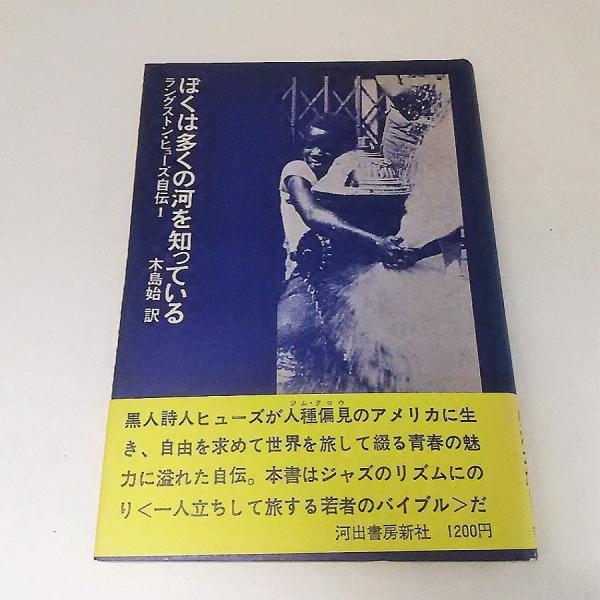 ぼくは多くの河を知っている
ラングストン・ヒューズ自伝1
木島始 訳
ジム・クロウ
黒人詩人ヒューズが人種偏見のアメリカに生
き、自由を求めて世界を旅して綴る青春の魅
力に溢れた自伝。本書はジャズのリズムにの
り<一人立ちして旅する若者のバイブル>だ
河出書房新社 1200円